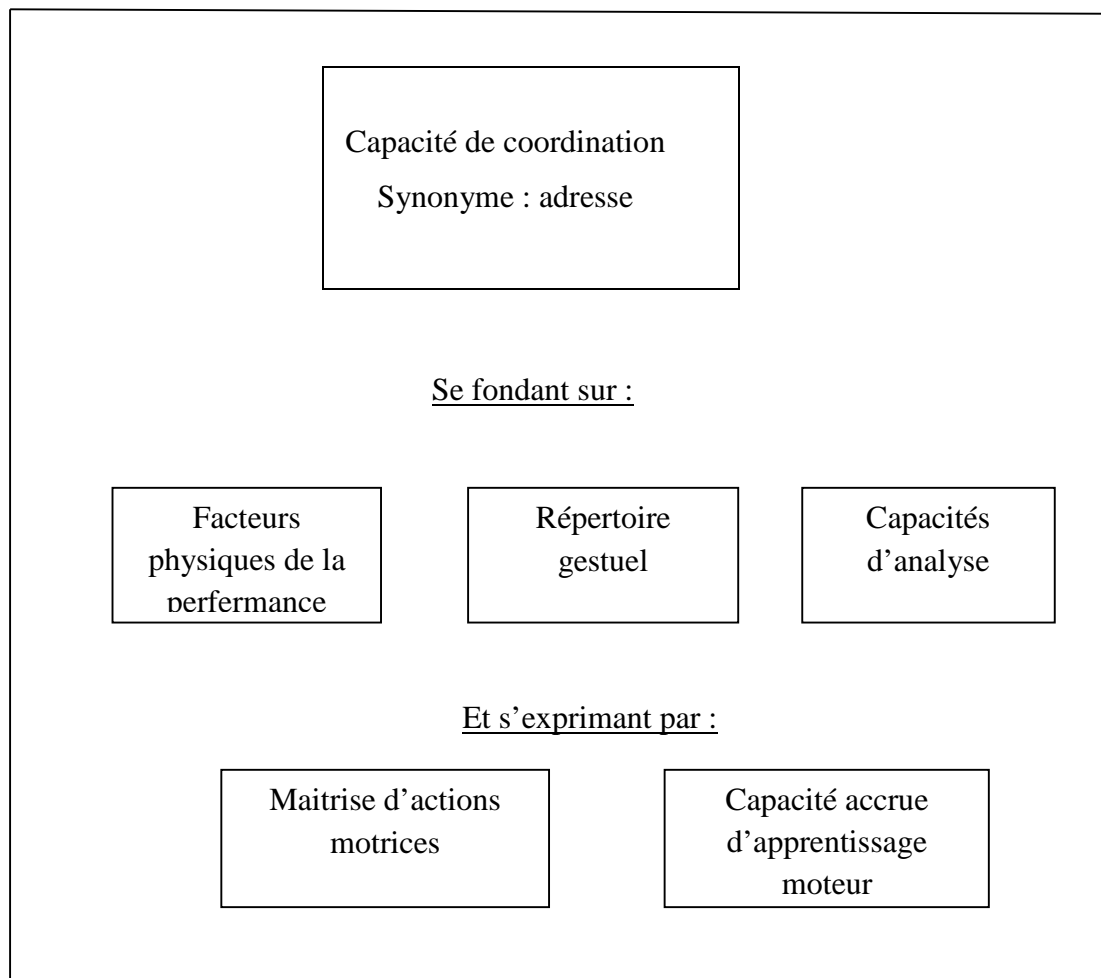 Capacité de coordination
Synonyme : adresse
Se fondant sur :
Facteurs
physiques de la
perfermance
Répertoire
gestuel
Capacités
d’analyse
Et s’exprimant par :
Maitrise d’actions
motrices
Capacité accrue
d’apprentissage
moteur